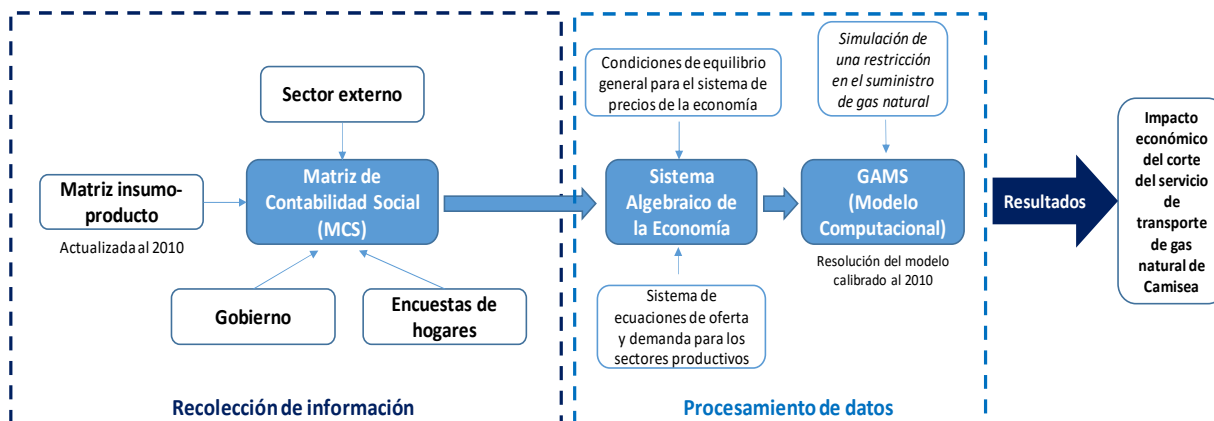 Sector externo
Matriz insumo-
producto
Actualizada al 2010
Matriz de
Contabilidad Social
(MCS)
Gobierno
Encuestas de
hogares
Recolección de información
Condiciones de equilibrio
general para el sistema de
precios de la economía
Simulación de
una restricción
en el suministro
de gas natural
Sistema
Algebraico de
la Economía
GAMS
(Modelo
Computacional)
Resolución del modelo
calibrado al 2010
Sistema de
ecuaciones de oferta
y demanda para los
sectores productivos
Procesamiento de datos
Resultados
Impacto
económico
del corte
del servicio
de
transporte
de gas
natural de
Camisea